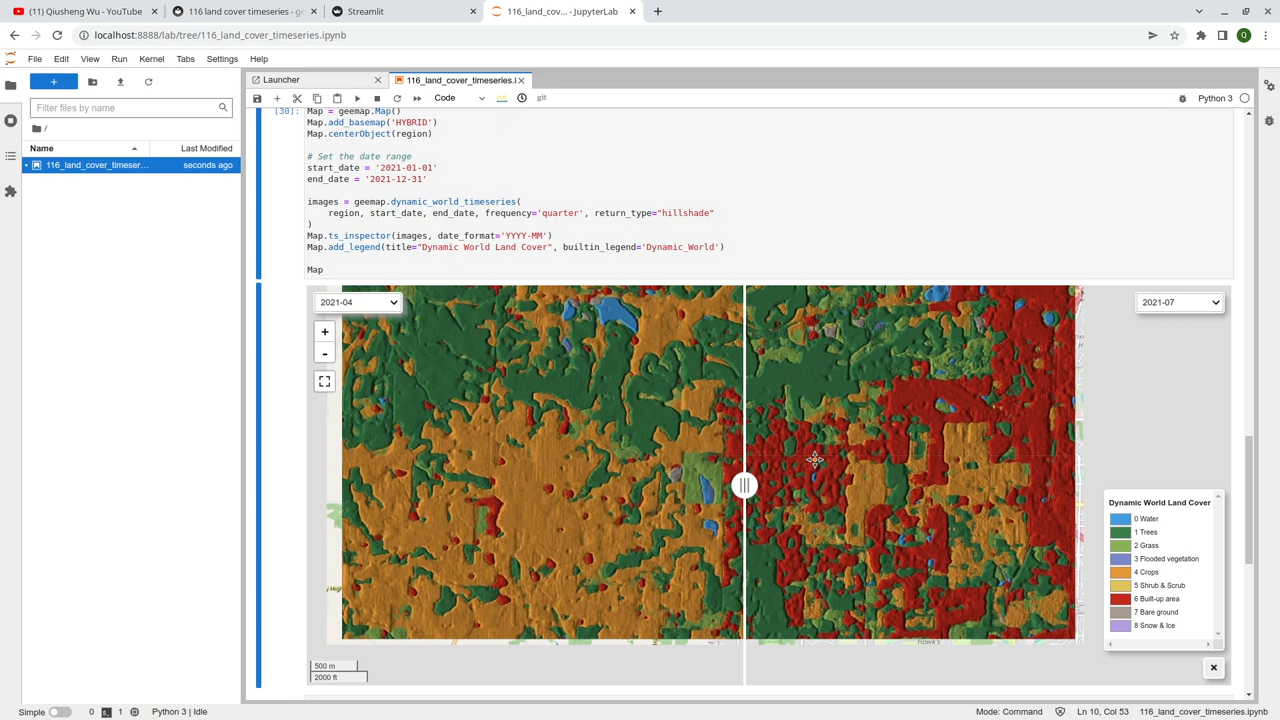 (11) Qiusheng Wu - YouTube
116 land cover timeseries - ge
Streamlit
116_land_cov... - JupyterLab
localhost:8888/lab/tree/116_land_cover_timeseries.ipynb
Q
File Edit View Run Kernel Tabs Settings Help
Launcher
116_land_cover_timeseries.i
Filter files by name
Code
git
Python 3
/
Name
Last Modified
116_land_cover_timeser...
seconds ago
[30]:
Map = geemap.Map()
Map.add_basemap('HYBRID')
Map.centerObject(region)
# Set the date range
start_date = '2021-01-01'
end_date = '2021-12-31'
images = geemap.dynamic_world_timeseries(
region, start_date, end_date, frequency='quarter', return_type="hillshade"
)
Map.ts_inspector(images, date_format='YYYY-MM')
Map.add_legend(title="Dynamic World Land Cover", builtin_legend='Dynamic_World')
Map
2021-04
2021-07
+
-
Dynamic World Land Cover
0 Water
1 Trees
2 Grass
3 Flooded vegetation
4 Crops
5 Shrub & Scrub
6 Built-up area
7 Bare ground
8 Snow & Ice
500 m
2000 ft
Simple
0
1
Python 3 | Idle
Mode: Command
Ln 10, Col 53
116_land_cover_timeseries.ipynb